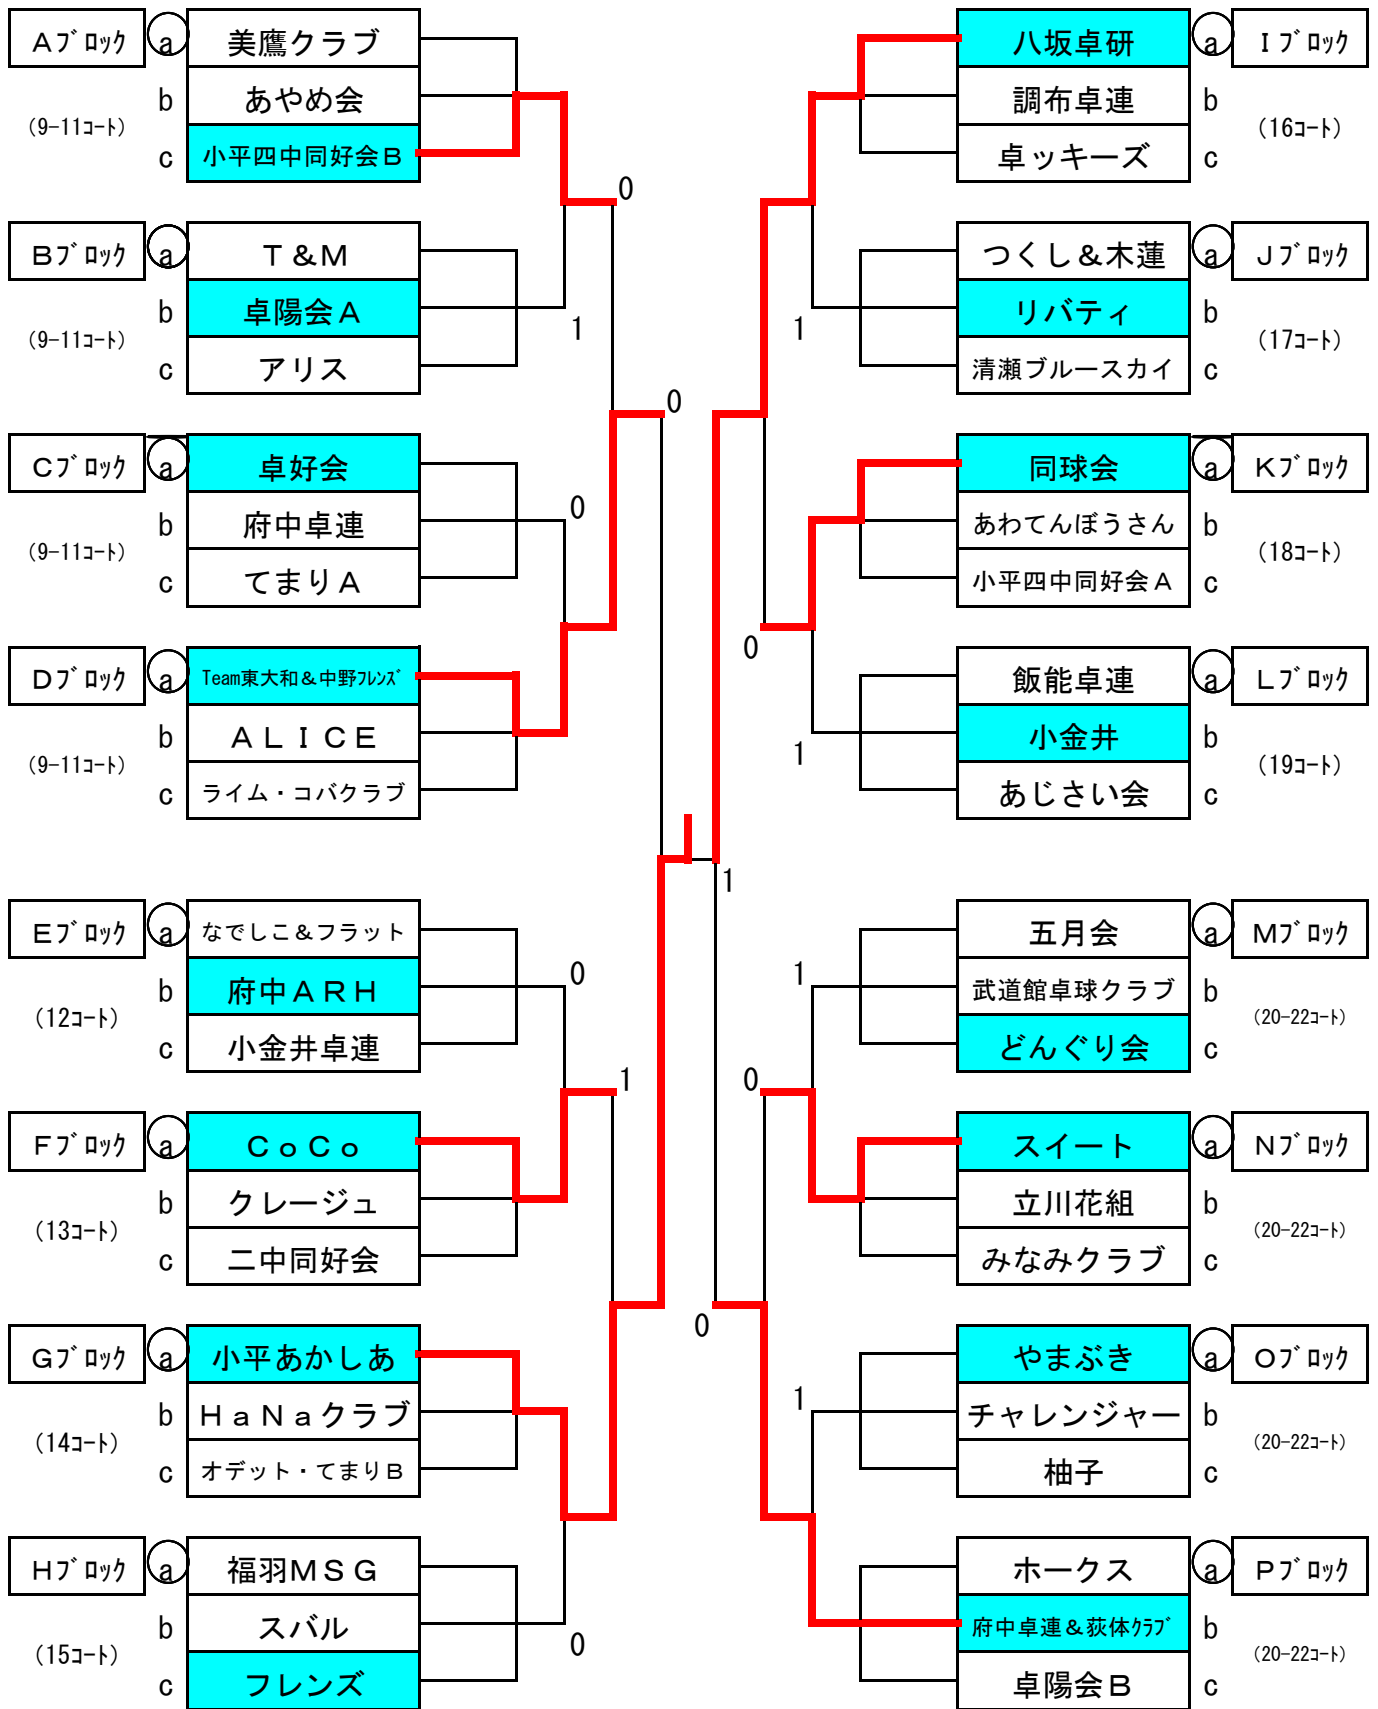 Aブロック a 美鷹クラブ
b あやめ会
(9-11コート)
c 小平四中同好会B
0
Bブロック a T&M
b 卓陽会A
1
(9-11コート)
c アリス
0
Cブロック a 卓好会
0
b 府中卓連
(9-11コート)
c てまりA
Dブロック a Team東大和&中野フレンズ
b ALICE
(9-11コート)
c ライム・コバクラブ
Eブロック a なでしこ&フラット
0
b 府中ARH
(12コート)
c 小金井卓連
1
Fブロック a CoCo
b クレージュ
(13コート)
c 二中同好会
Gブロック a 小平あかしあ
b HaNaクラブ
(14コート)
c オデット・てまりB
Hブロック a 福羽MSG
b スバル
0
(15コート)
c フレンズ
八坂卓研 a Iブロック
調布卓連 b
(16コート)
卓ッキーズ c
つくし&木蓮 a Jブロック
リバティ b
1
(17コート)
清瀬ブルースカイ c
同球会 a Kブロック
あわてんぼうさん b
(18コート)
小平四中同好会A c
0
飯能卓連 a Lブロック
小金井 b
1
(19コート)
あじさい会 c
1
五月会 a Mブロック
1
武道館卓球クラブ b
(20-22コート)
どんぐり会 c
0
スイート a Nブロック
立川花組 b
(20-22コート)
みなみクラブ c
0
やまぶき a Oブロック
1
チャレンジャー b
(20-22コート)
柚子 c
ホークス a Pブロック
府中卓連&荻体クラブ b
(20-22コート)
卓陽会B c